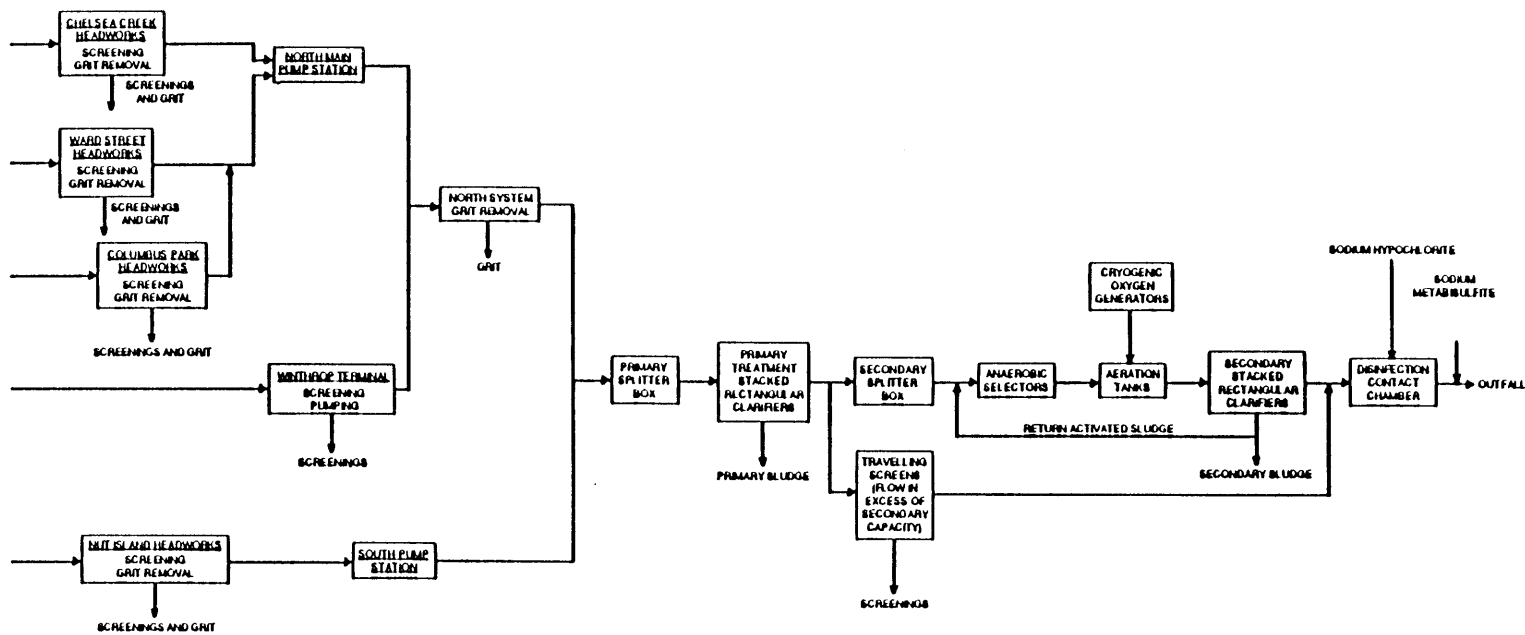 CHELSEA CREEK
HEADWORKS
SCREENING
GRIT REMOVAL
SCREENINGS
AND GRIT
NORTH MAIN
PUMP STATION
WARD STREET
HEADWORKS
SCREENING
GRIT REMOVAL
SCREENINGS
AND GRIT
COLUMBUS PARK
HEADWORKS
SCREENING
GRIT REMOVAL
SCREENINGS AND GRIT
NORTH SYSTEM
GRIT REMOVAL
GRIT
WINTHROP TERMINAL
SCREENING
PUMPING
SCREENINGS
NUT ISLAND HEADWORKS
SCREENING
GRIT REMOVAL
SCREENINGS AND GRIT
SOUTH PUMP
STATION
PRIMARY
SPLITTER
BOX
PRIMARY
TREATMENT
STACKED
RECTANGULAR
CLARIFIERS
PRIMARY SLUDGE
SECONDARY
SPLITTER
BOX
TRAVELLING
SCREENS
(FLOW IN
EXCESS OF
SECONDARY
CAPACITY)
SCREENINGS
ANAEROBIC
SELECTORS
CRYOGENIC
OXYGEN
GENERATORS
AERATION
TANKS
RETURN ACTIVATED SLUDGE
SECONDARY
STACKED
RECTANGULAR
CLARIFIERS
SECONDARY SLUDGE
SODIUM HYPOCHLORITE
SODIUM
METABISULFITE
DISINFECTION
CONTACT
CHAMBER
OUTFALL